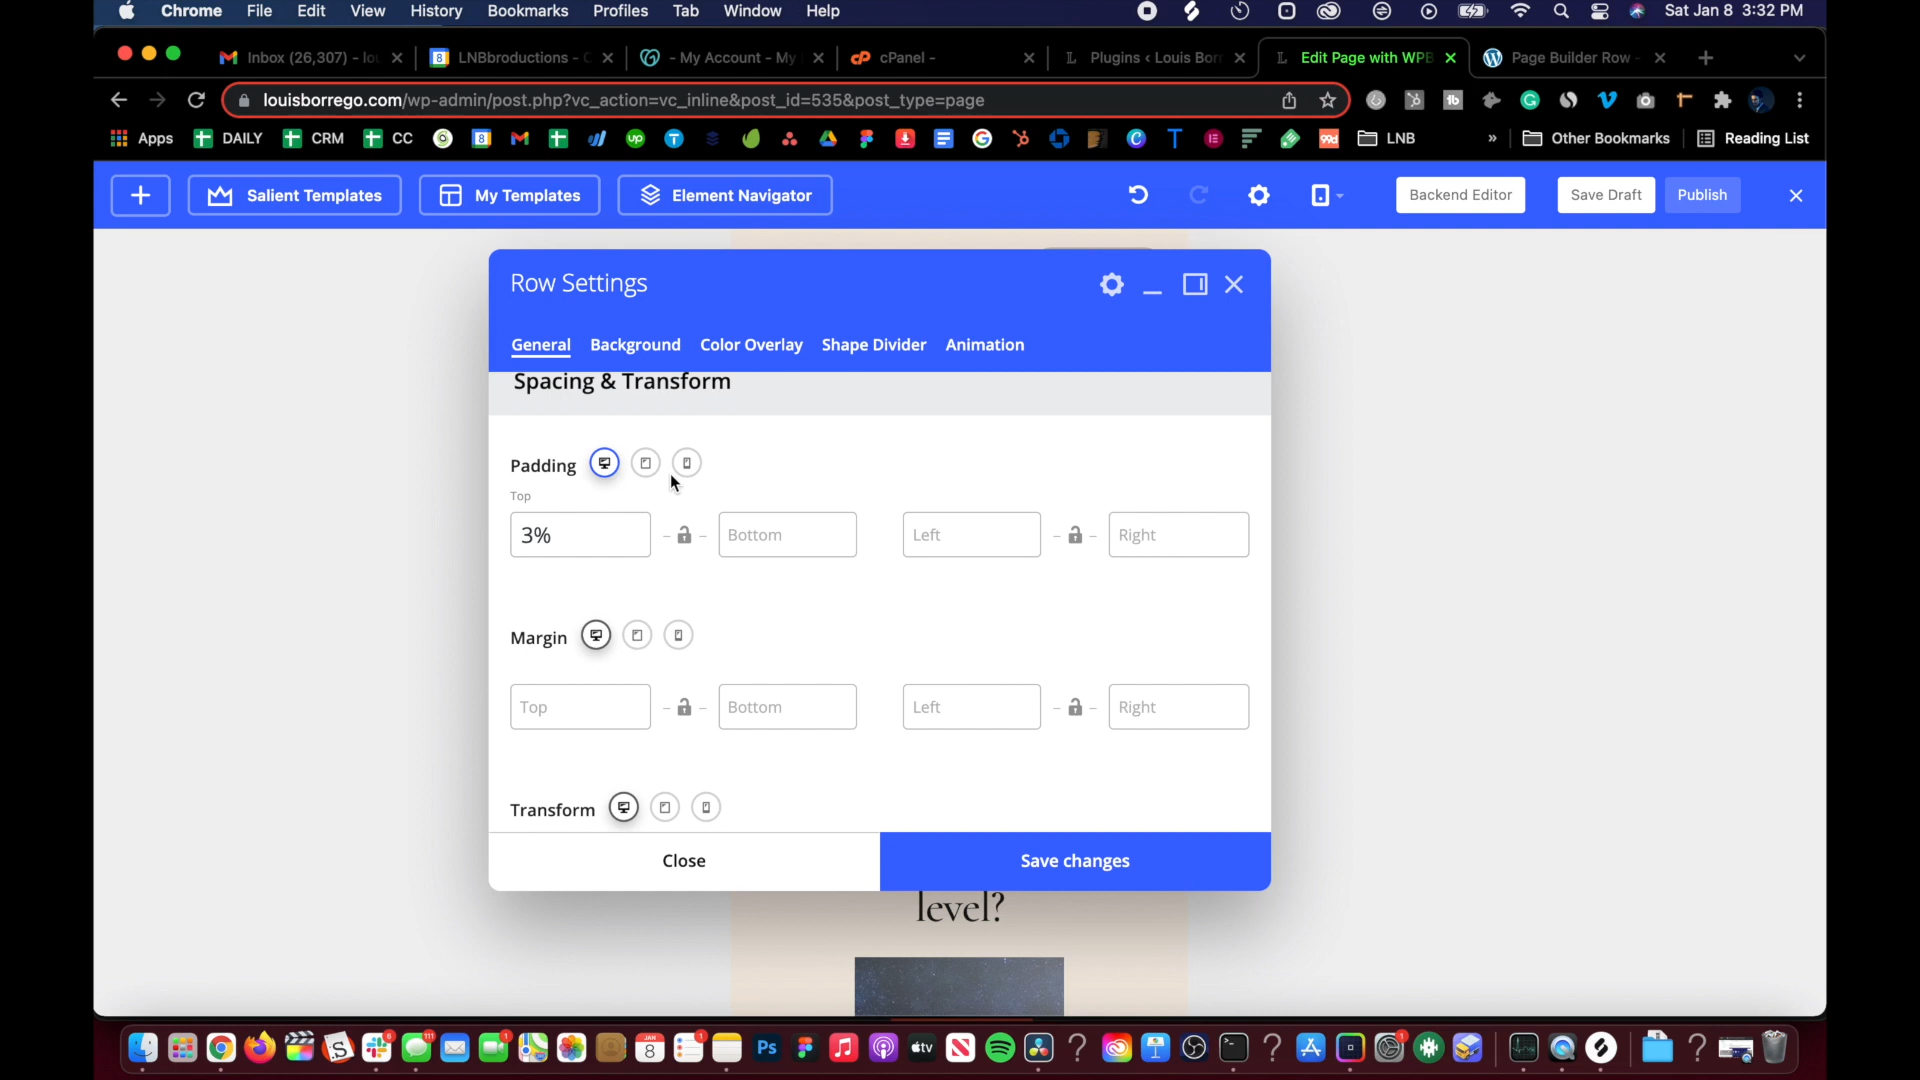 Chrome File Edit View History Bookmarks Profiles Tab Window Help Sat Jan 8 3:32 PM
Inbox (26,307) - lo LNBbroductions - C - My Account - My cPanel - Plugins ‹ Louis Borr Edit Page with WPB Page Builder Row -
louisborrego.com/wp-admin/post.php?vc_action=vc_inline&post_id=535&post_type=page
Apps DAILY CRM CC LNB » Other Bookmarks Reading List
+ Salient Templates My Templates Element Navigator Backend Editor Save Draft Publish
Row Settings
General Background Color Overlay Shape Divider Animation
Spacing & Transform
Padding
Top
3% Bottom Left Right
Margin
Top Bottom Left Right
Transform
Close Save changes
level?